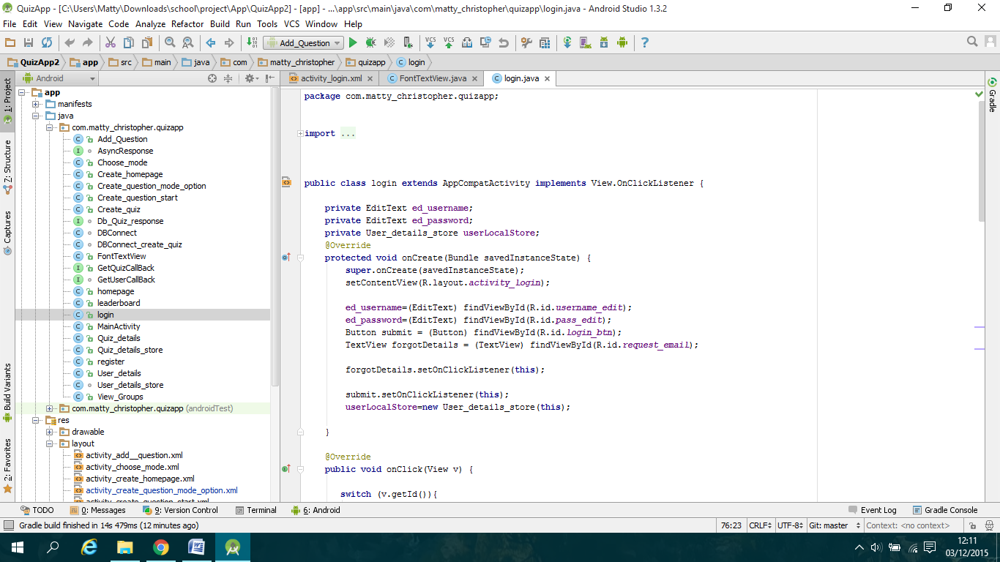 QuizApp2 - [C:\Users\Matty\Downloads\school\project\App\QuizApp2] - [app] - ...\app\src\main\java\com\matty_christopher\quizapp\login.java - Android Studio 1.3.2
File Edit View Navigate Code Analyze Refactor Build Run Tools VCS Window Help
Add_Question
VCS VCS
QuizApp2 app src main java com matty_christopher quizapp login
Android
activity_login.xml FontTextView.java login.java
1: Project
Z: Structure
Captures
Build Variants
2: Favorites
Gradle
app
manifests
java
com.matty_christopher.quizapp
Add_Question
AsyncResponse
Choose_mode
Create_homepage
Create_question_mode_option
Create_question_start
Create_quiz
Db_Quiz_response
DBConnect
DBConnect_create_quiz
FontTextView
GetQuizCallBack
GetUserCallBack
homepage
leaderboard
login
MainActivity
Quiz_details
Quiz_details_store
register
User_details
User_details_store
View_Groups
com.matty_christopher.quizapp (androidTest)
res
drawable
layout
activity_add__question.xml
activity_choose_mode.xml
activity_create_homepage.xml
activity_create_question_mode_option.xml
activity_create_question_start.xml
package com.matty_christopher.quizapp;
import ...
public class login extends AppCompatActivity implements View.OnClickListener {
private EditText ed_username;
private EditText ed_password;
private User_details_store userLocalStore;
@Override
protected void onCreate(Bundle savedInstanceState) {
super.onCreate(savedInstanceState);
setContentView(R.layout.activity_login);
ed_username=(EditText) findViewById(R.id.username_edit);
ed_password=(EditText) findViewById(R.id.pass_edit);
Button submit = (Button) findViewById(R.id.login_btn);
TextView forgotDetails = (TextView) findViewById(R.id.request_email);
forgotDetails.setOnClickListener(this);
submit.setOnClickListener(this);
userLocalStore=new User_details_store(this);
}
@Override
public void onClick(View v) {
switch (v.getId()){
TODO 0: Messages 9: Version Control Terminal 6: Android Event Log Gradle Console
Gradle build finished in 14s 479ms (12 minutes ago) 76:23 CRLF UTF-8 Git: master Context: <no context>
12:11
03/12/2015